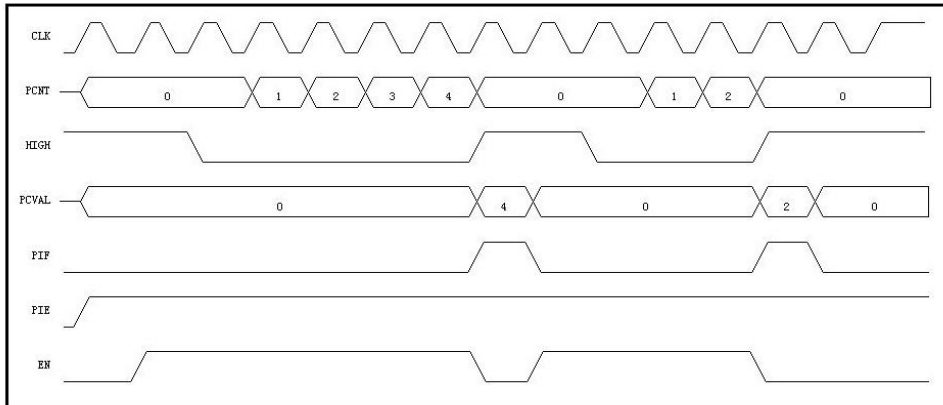 CLK
PCNT 0 1 2 3 4 0 1 2 0
HIGH
PCVAL 0 4 0 2 0
PIF
PIE
EN